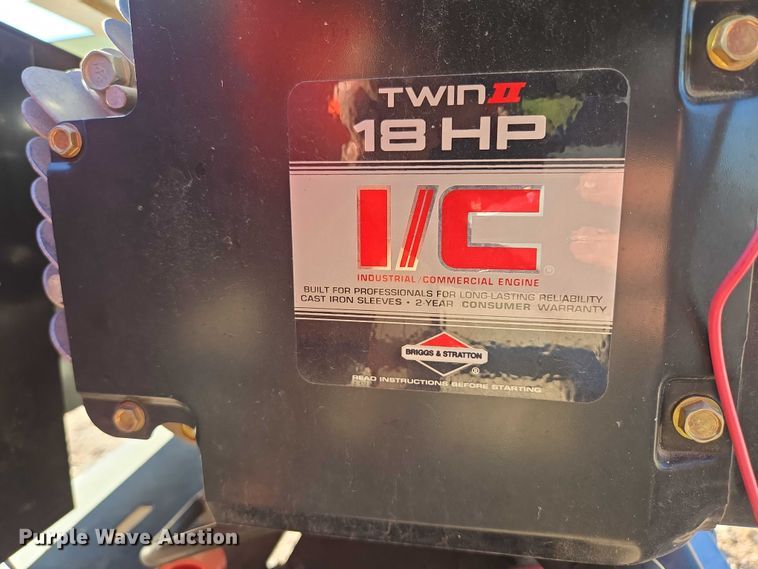 TWIN II
18 HP
I/C®
INDUSTRIAL/COMMERCIAL ENGINE
BUILT FOR PROFESSIONALS FOR LONG-LASTING RELIABILITY
CAST IRON SLEEVES • 2-YEAR CONSUMER WARRANTY
BRIGGS & STRATTON
®
READ INSTRUCTIONS BEFORE STARTING
Purple Wave Auction®